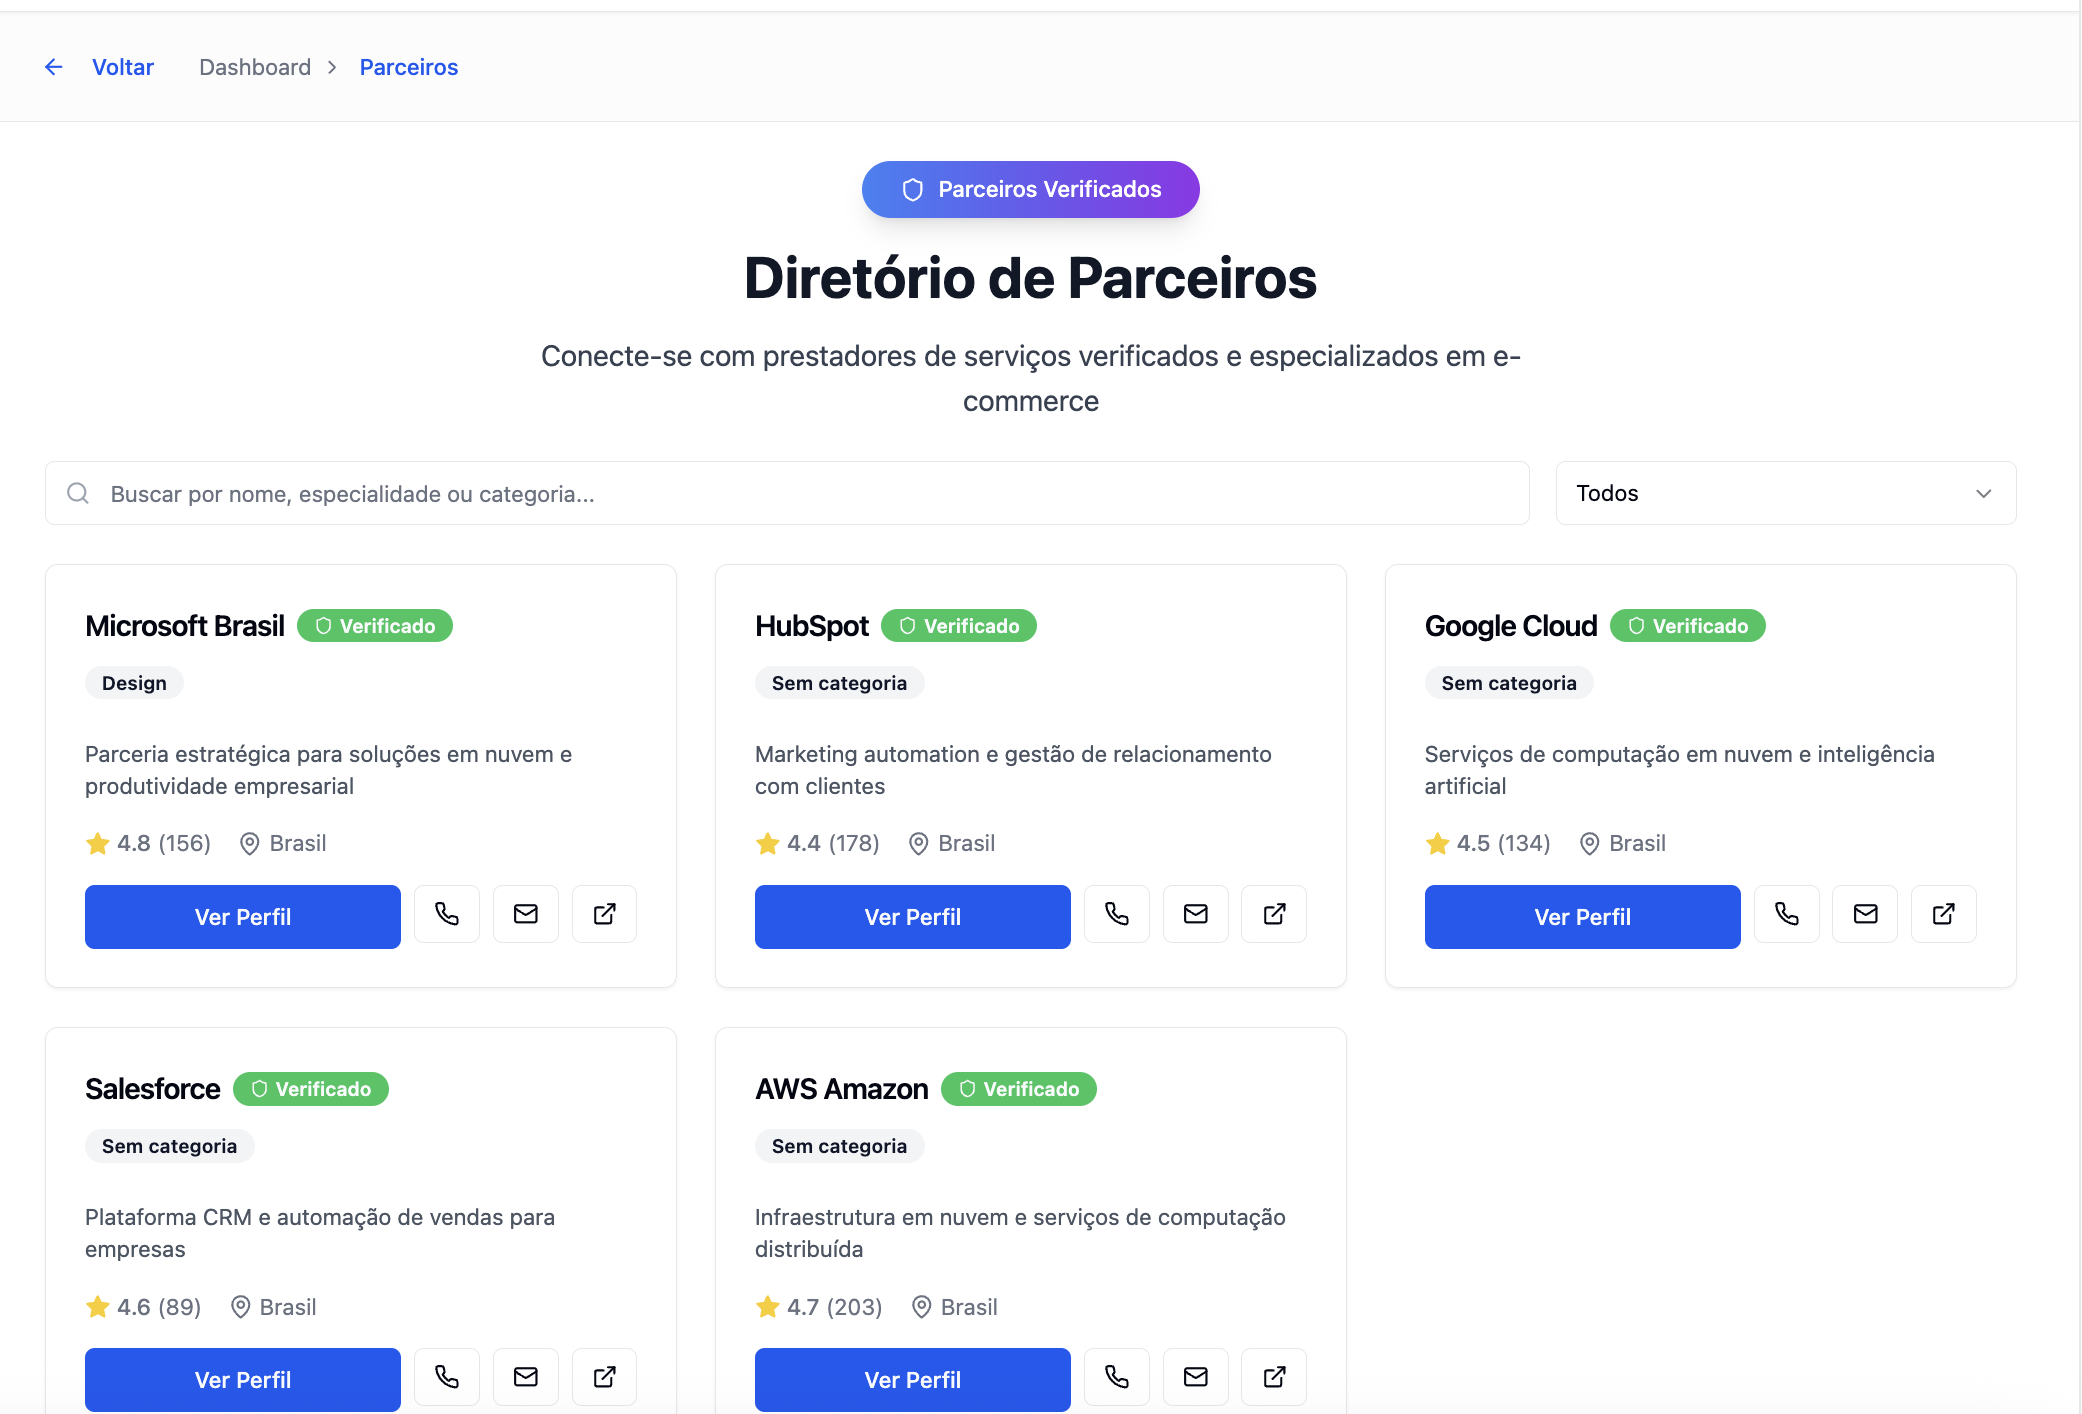 Voltar Dashboard Parceiros
Parceiros Verificados
Diretório de Parceiros
Conecte-se com prestadores de serviços verificados e especializados em e-
commerce
Buscar por nome, especialidade ou categoria...
Todos
Microsoft Brasil Verificado
Design
Parceria estratégica para soluções em nuvem e
produtividade empresarial
4.8 (156) Brasil
Ver Perfil
HubSpot Verificado
Sem categoria
Marketing automation e gestão de relacionamento
com clientes
4.4 (178) Brasil
Ver Perfil
Google Cloud Verificado
Sem categoria
Serviços de computação em nuvem e inteligência
artificial
4.5 (134) Brasil
Ver Perfil
Salesforce Verificado
Sem categoria
Plataforma CRM e automação de vendas para
empresas
4.6 (89) Brasil
Ver Perfil
AWS Amazon Verificado
Sem categoria
Infraestrutura em nuvem e serviços de computação
distribuída
4.7 (203) Brasil
Ver Perfil